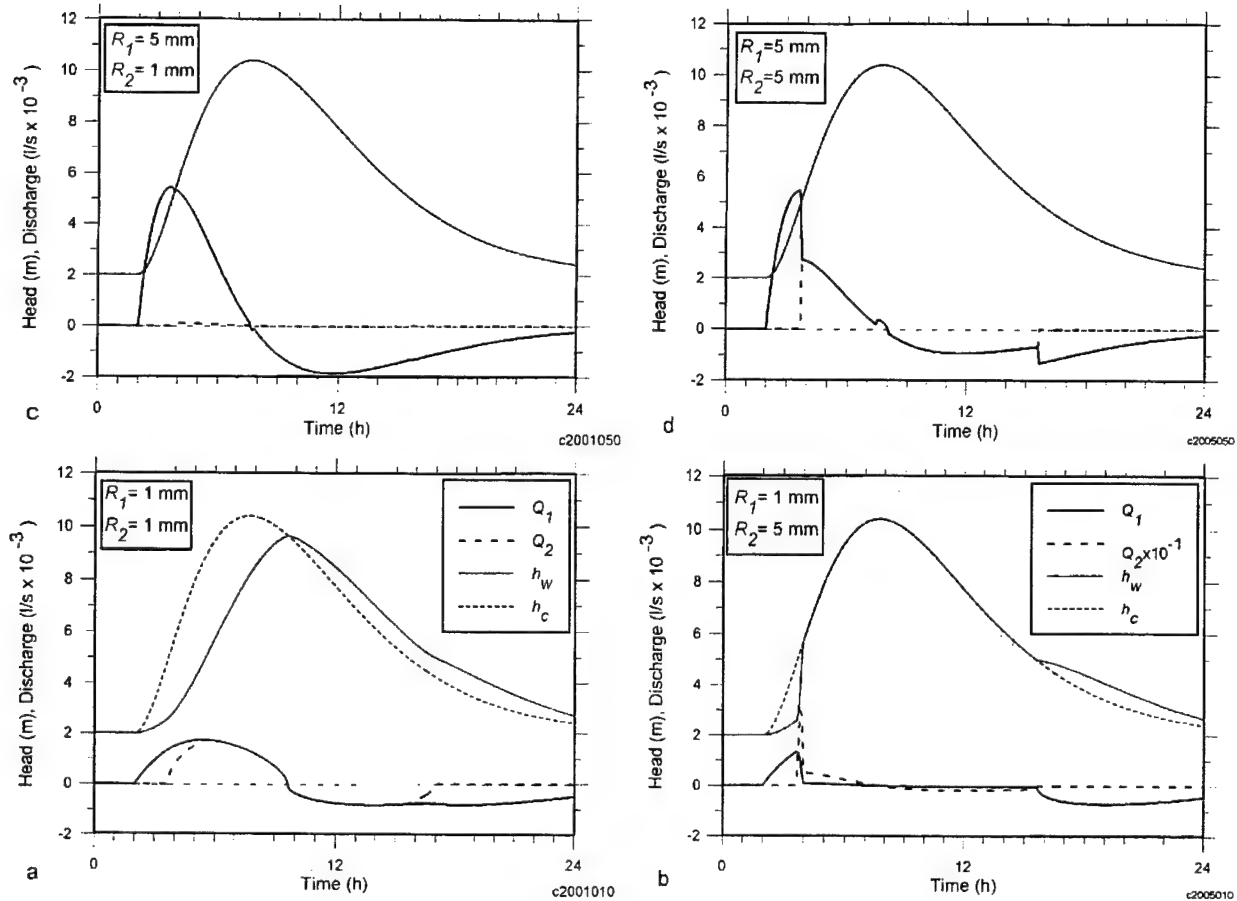 R1= 5 mm
R2= 1 mm
Head (m), Discharge (l/s x 10 -3)
12
10
8
6
4
2
0
-2
0
12
24
Time (h)
c
c2001050
R1=5 mm
R2=5 mm
Head (m), Discharge (l/s x 10 -3)
12
10
8
6
4
2
0
-2
0
12
24
Time (h)
d
c2005050
R1= 1 mm
R2= 1 mm
Q1
Q2
hw
hc
Head (m), Discharge (l/s x 10 -3)
12
10
8
6
4
2
0
-2
0
12
24
Time (h)
a
c2001010
R1= 1 mm
R2= 5 mm
Q1
Q2x10-1
hw
hc
Head (m), Discharge (l/s x 10 -3)
12
10
8
6
4
2
0
-2
0
12
24
Time (h)
b
c2005010